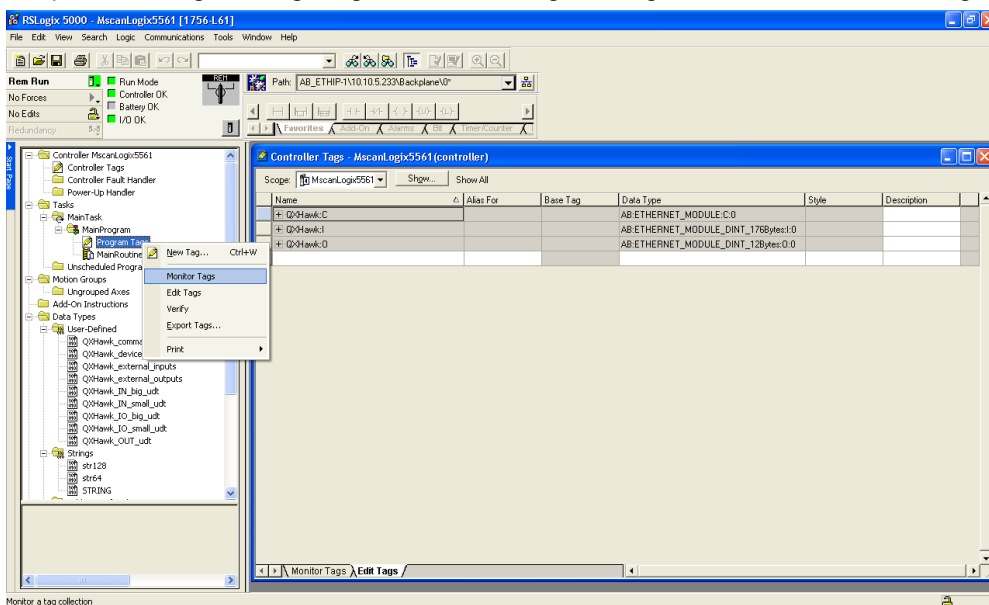 RSLogix 5000 - MscanLogix5561 [1756-L61]
File Edit View Search Logic Communications Tools Window Help
Rem Run
Run Mode
REM
Path: AB_ETHIP-1\10.10.5.233\Backplane\0*
No Forces
Controller OK
Battery OK
No Edits
I/O OK
Redundancy
Favorites Add-On Alarms Bit Timer/Counter
Start Page
Controller MscanLogix5561
Controller Tags
Controller Fault Handler
Power-Up Handler
Tasks
MainTask
MainProgram
Program Tags
MainRoutine
Unscheduled Progra
Motion Groups
Ungrouped Axes
Add-On Instructions
Data Types
User-Defined
QXHawk_comma
QXHawk_device
QXHawk_external_inputs
QXHawk_external_outputs
QXHawk_IN_big_udt
QXHawk_IN_small_udt
QXHawk_IO_big_udt
QXHawk_IO_small_udt
QXHawk_OUT_udt
Strings
str128
str64
STRING
New Tag... Ctrl+W
Monitor Tags
Edit Tags
Verify
Export Tags...
Print
Controller Tags - MscanLogix5561(controller)
Scope: MscanLogix5561 Show... Show All
Name Alias For Base Tag Data Type Style Description
QXHawk:C AB:ETHERNET_MODULE:C:0
QXHawk:I AB:ETHERNET_MODULE_DINT_176Bytes:I:0
QXHawk:O AB:ETHERNET_MODULE_DINT_12Bytes:O:0
Monitor Tags Edit Tags
Monitor a tag collection